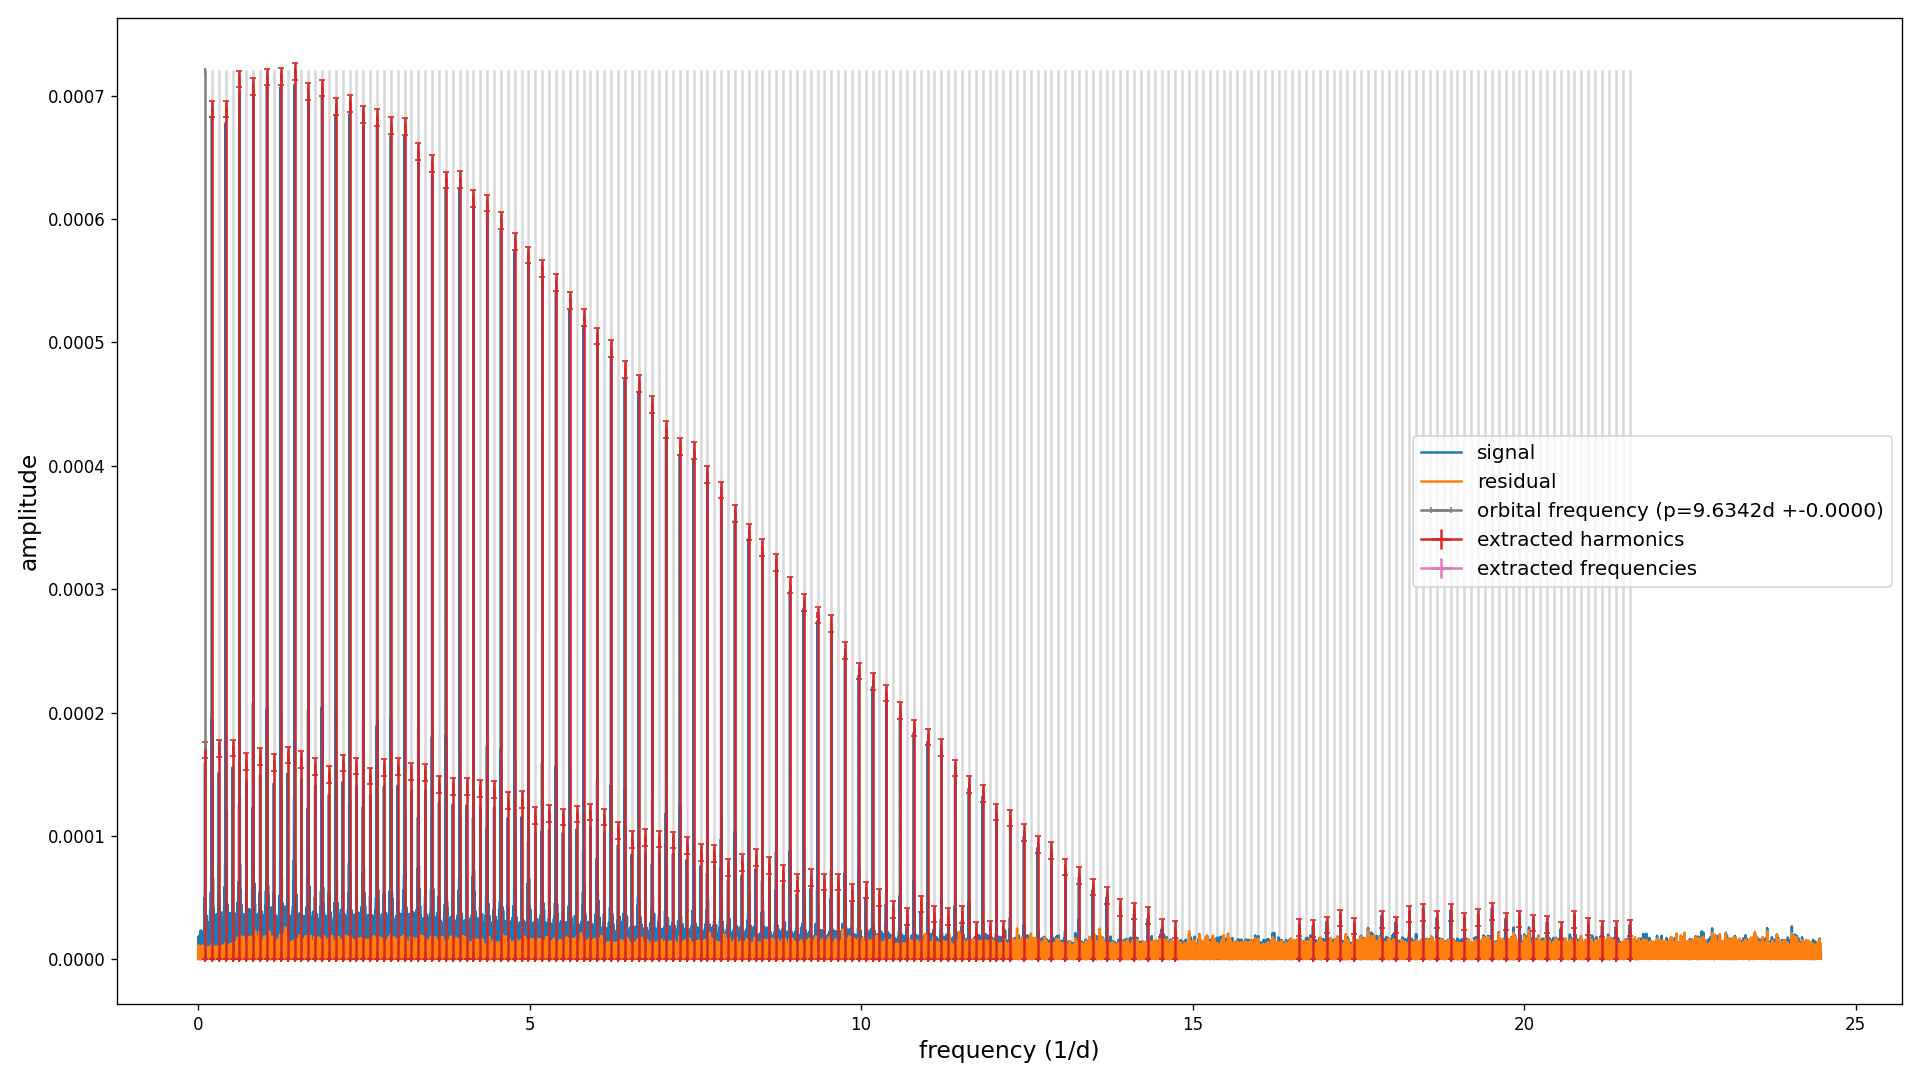 amplitude
0.0007
0.0006
0.0005
0.0004
0.0003
0.0002
0.0001
0.0000
signal
residual
orbital frequency (p=9.6342d +-0.0000)
extracted harmonics
extracted frequencies
0 5 10 15 20 25
frequency (1/d)